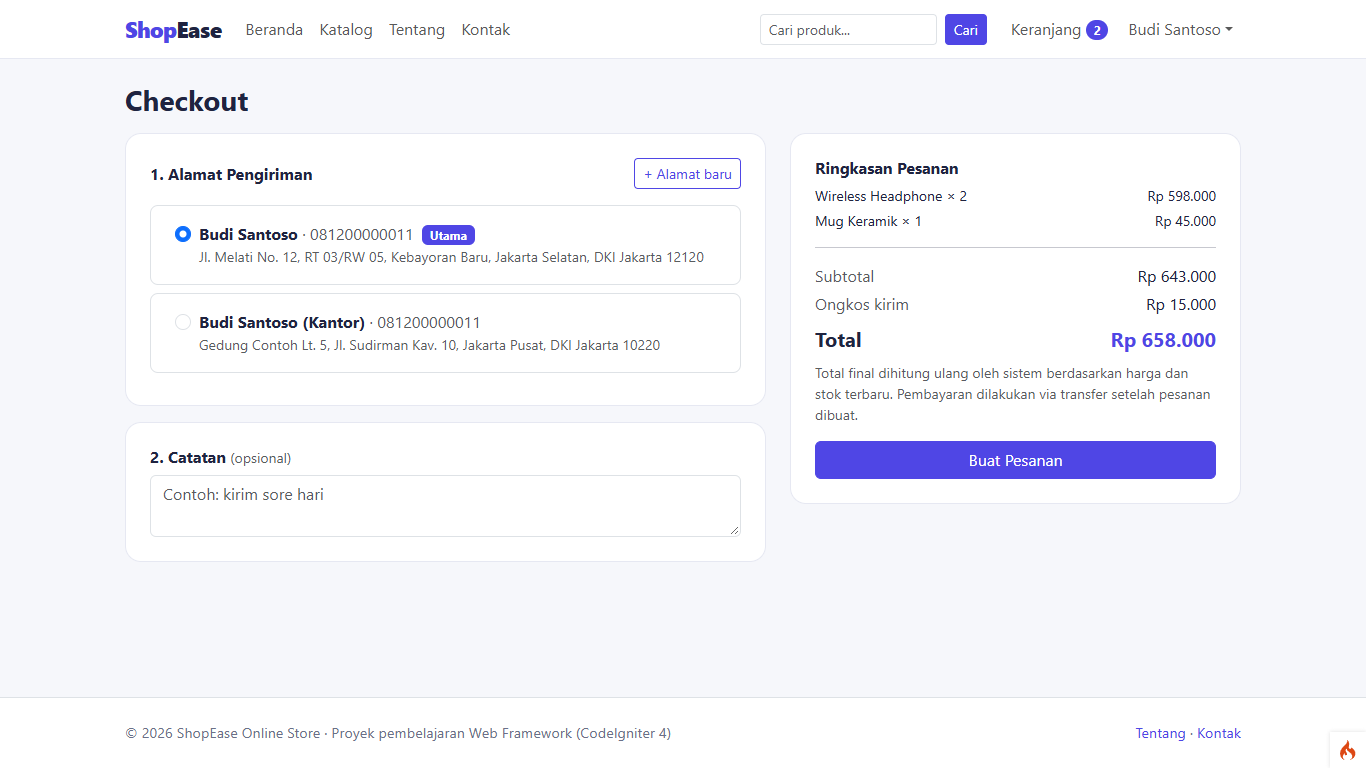 ShopEase Beranda Katalog Tentang Kontak Cari produk... Cari Keranjang 2 Budi Santoso
Checkout
1. Alamat Pengiriman + Alamat baru
Budi Santoso · 081200000011 Utama
Jl. Melati No. 12, RT 03/RW 05, Kebayoran Baru, Jakarta Selatan, DKI Jakarta 12120
Budi Santoso (Kantor) · 081200000011
Gedung Contoh Lt. 5, Jl. Sudirman Kav. 10, Jakarta Pusat, DKI Jakarta 10220
2. Catatan (opsional)
Contoh: kirim sore hari
Ringkasan Pesanan
Wireless Headphone × 2 Rp 598.000
Mug Keramik × 1 Rp 45.000
Subtotal Rp 643.000
Ongkos kirim Rp 15.000
Total Rp 658.000
Total final dihitung ulang oleh sistem berdasarkan harga dan
stok terbaru. Pembayaran dilakukan via transfer setelah pesanan
dibuat.
Buat Pesanan
© 2026 ShopEase Online Store · Proyek pembelajaran Web Framework (CodeIgniter 4) Tentang · Kontak